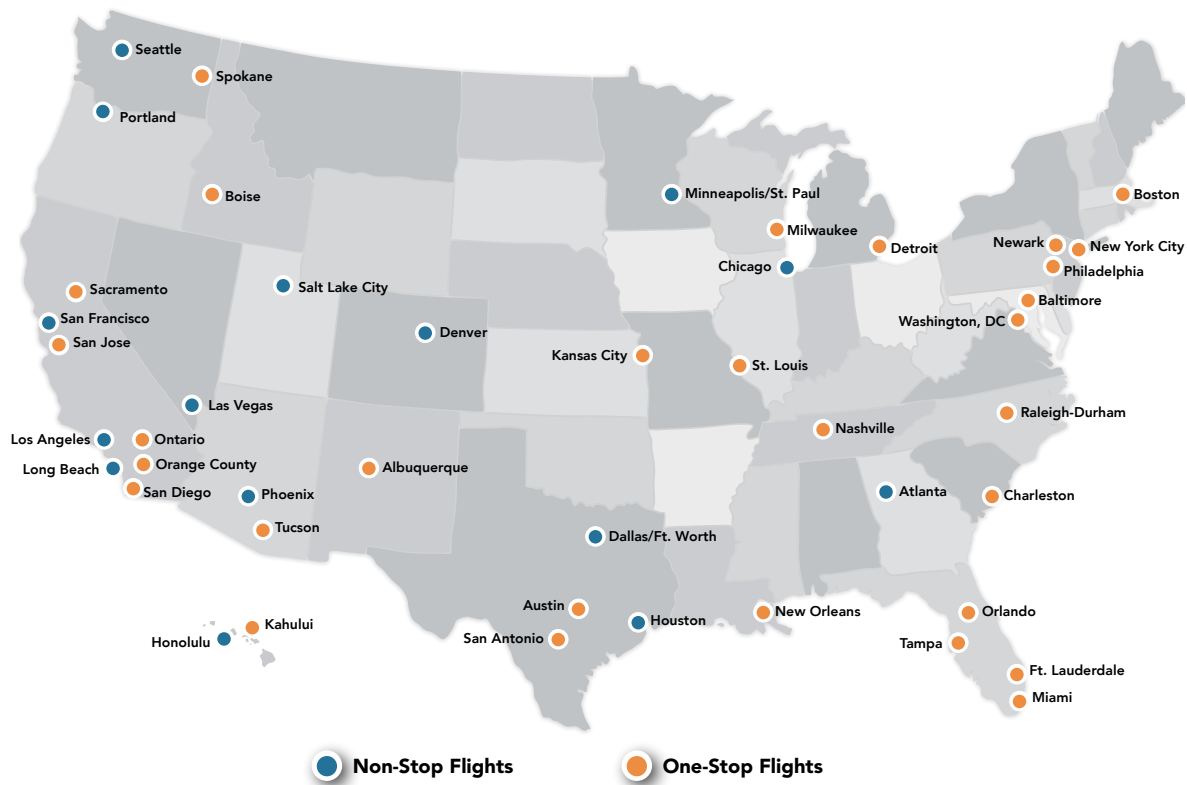 Seattle
Spokane
Portland
Boise
Minneapolis/St. Paul
Boston
Milwaukee
Detroit
Newark
New York City
Chicago
Philadelphia
Salt Lake City
Sacramento
Baltimore
San Francisco
Washington, DC
Denver
San Jose
Kansas City
St. Louis
Las Vegas
Raleigh-Durham
Nashville
Los Angeles
Ontario
Orange County
Albuquerque
Long Beach
San Diego
Phoenix
Atlanta
Charleston
Tucson
Dallas/Ft. Worth
Austin
New Orleans
Orlando
Houston
Kahului
San Antonio
Honolulu
Tampa
Ft. Lauderdale
Miami
Non-Stop Flights
One-Stop Flights